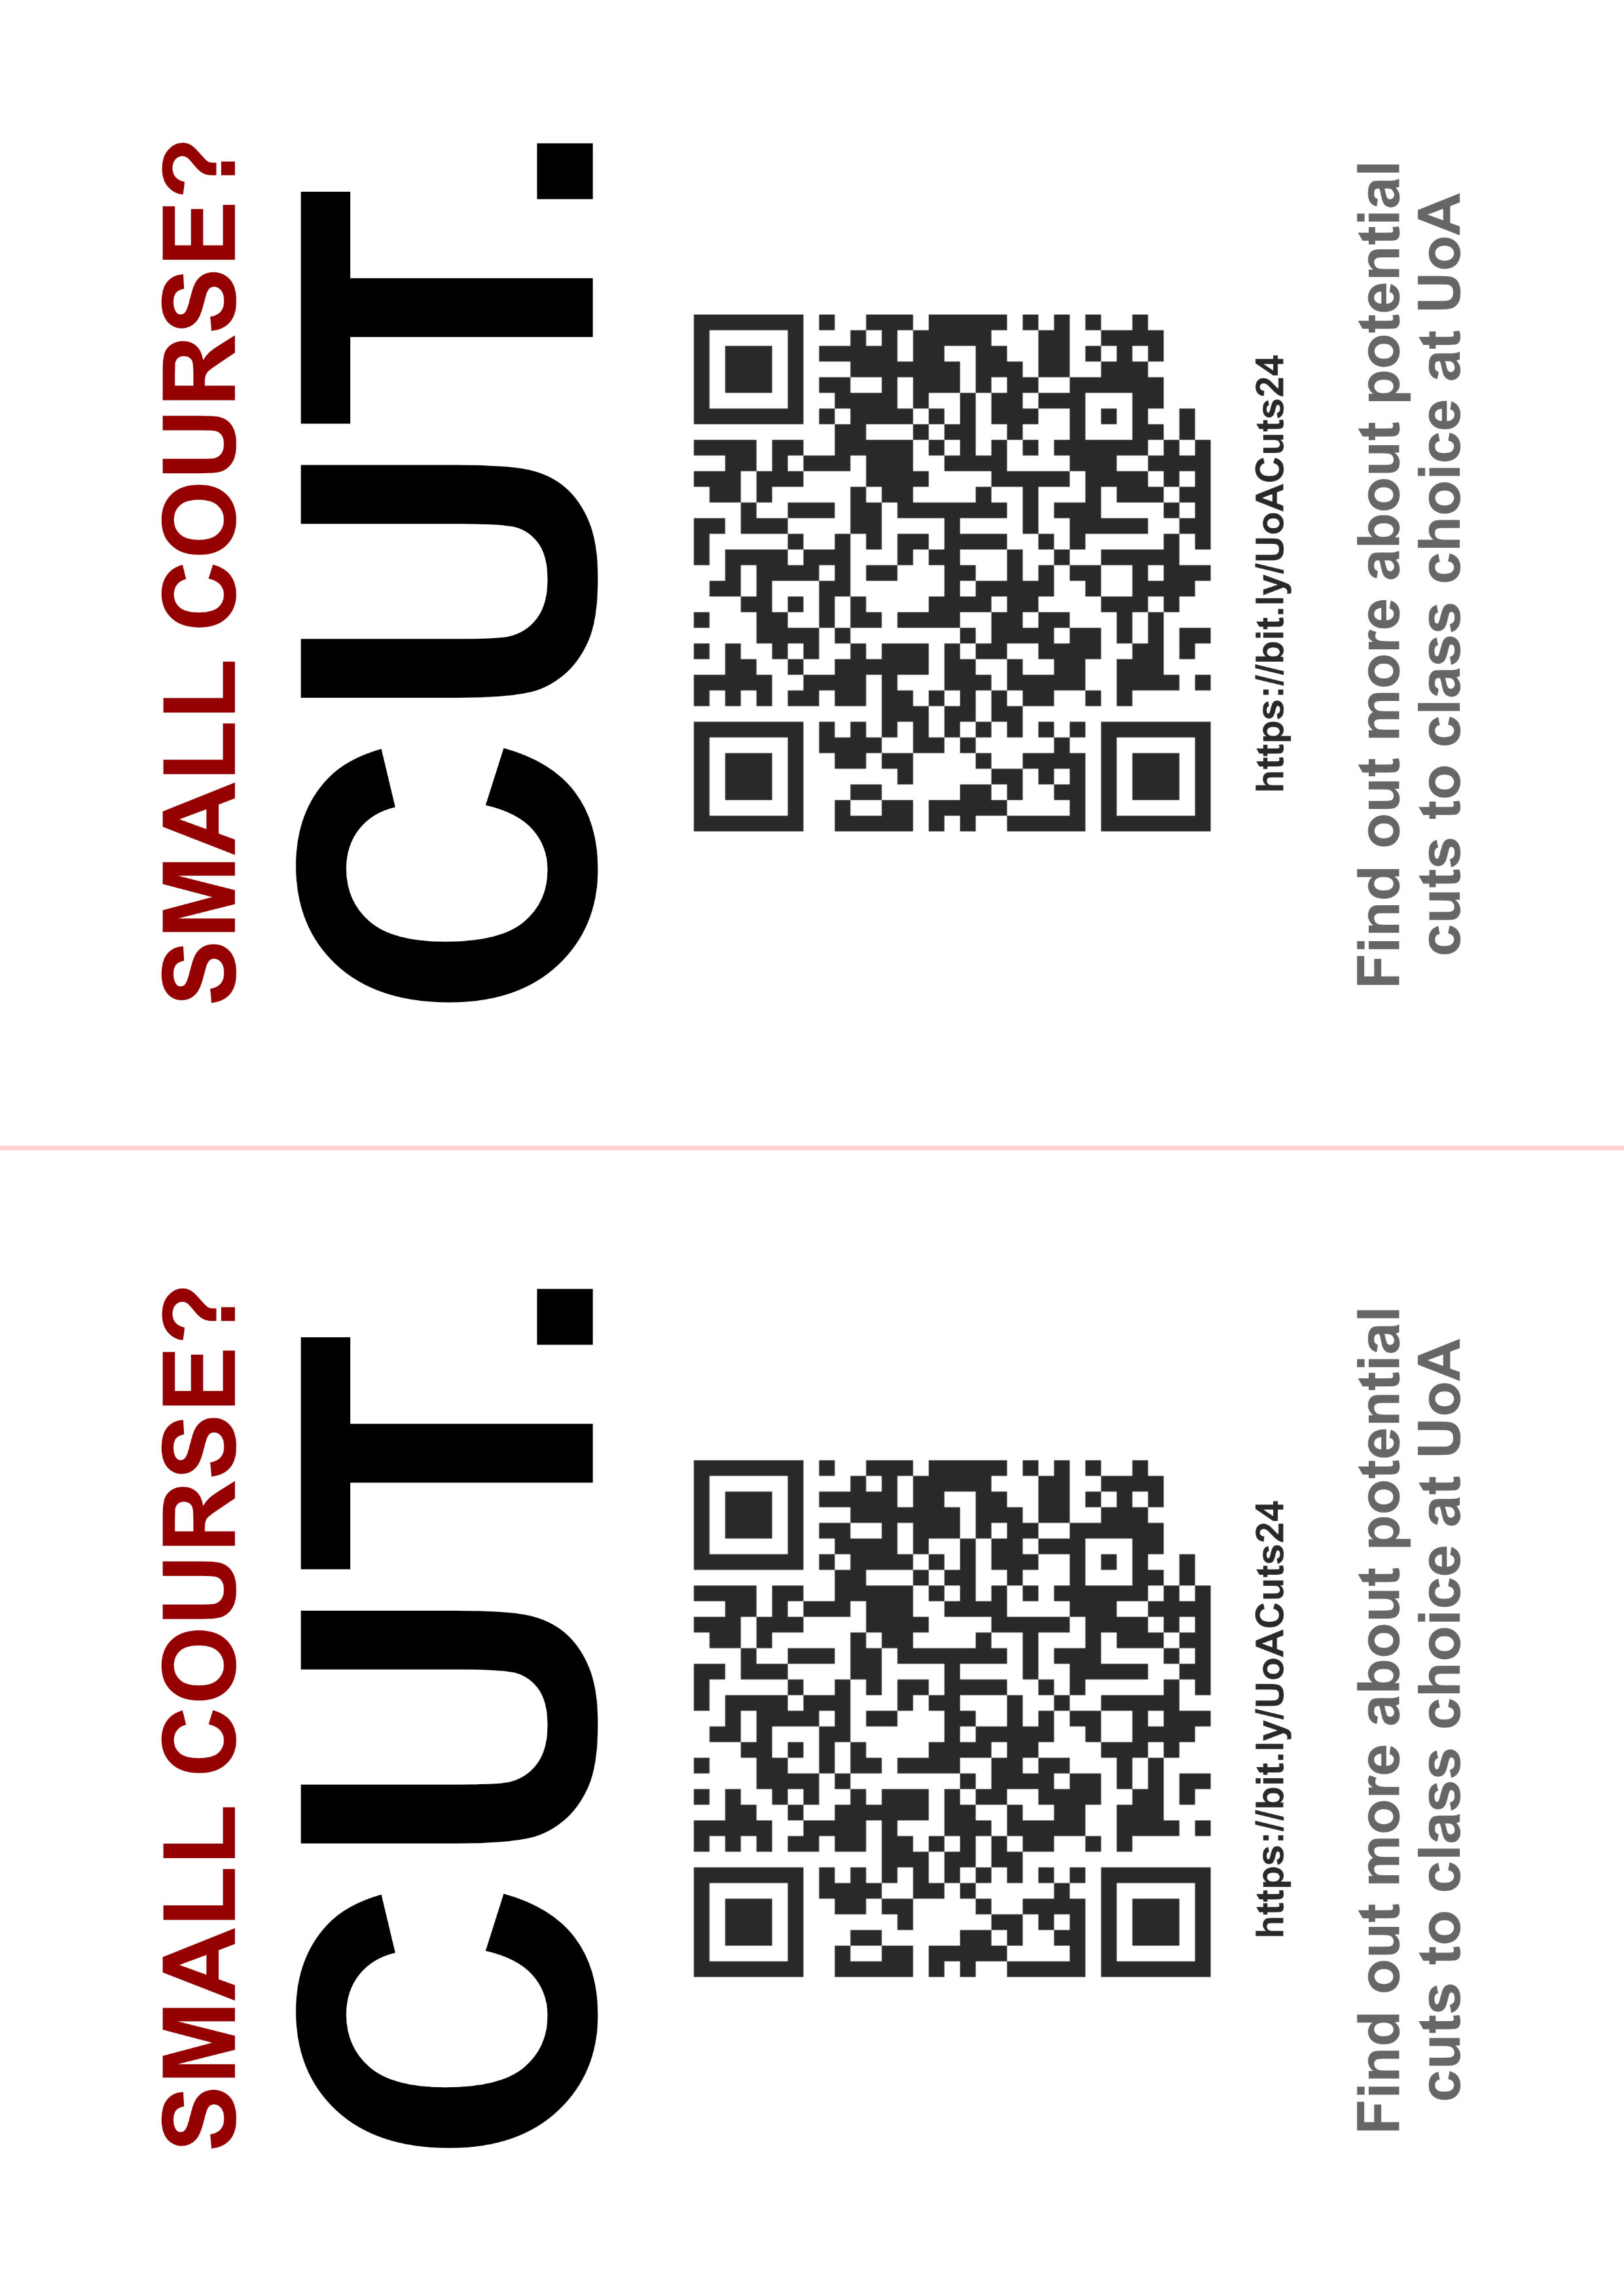 SMALL COURSE?
CUT.
https://bit.ly/UoACuts24
Find out more about potential
cuts to class choice at UoA
SMALL COURSE?
CUT.
https://bit.ly/UoACuts24
Find out more about potential
cuts to class choice at UoA